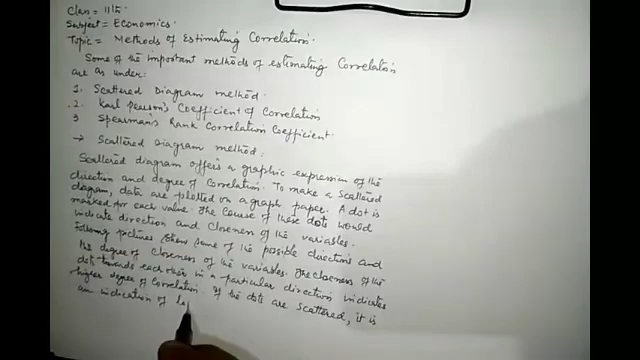 Class = 11th
Subject = Economics.
Topic = Methods of Estimating Correlation.
Some of the important methods of estimating Correlation
are as under:
1. Scattered Diagram method.
2. Karl Pearson's Coefficient of Correlation
3. Spearman's Rank Correlation Coefficient
→ Scattered Diagram method:
Scattered diagram offers a graphic expression of the
direction and degree of Correlation. To make a Scattered
diagram, data are plotted on a graph paper. A dot is
marked for each value. The course of these dots would
indicate direction and closeness of the variables.
Following pictures show some of the possible directions and
the degree of closeness of the variables. The closeness of the
dots towards each other in a particular direction indicates
higher degree of Correlation. If the dots are scattered, it is
an indication of lo